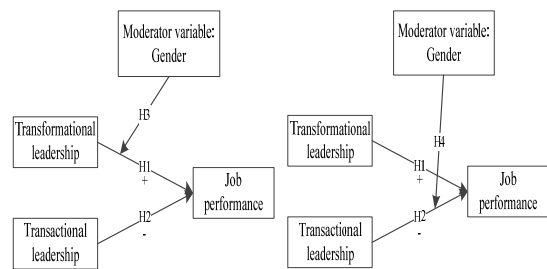 Moderator variable:
Gender
H3
Transformational
leadership
H1
+
Job
performance
H2
-
Transactional
leadership
Moderator variable:
Gender
H4
Transformational
leadership
H1
+
Job
performance
H2
-
Transactional
leadership